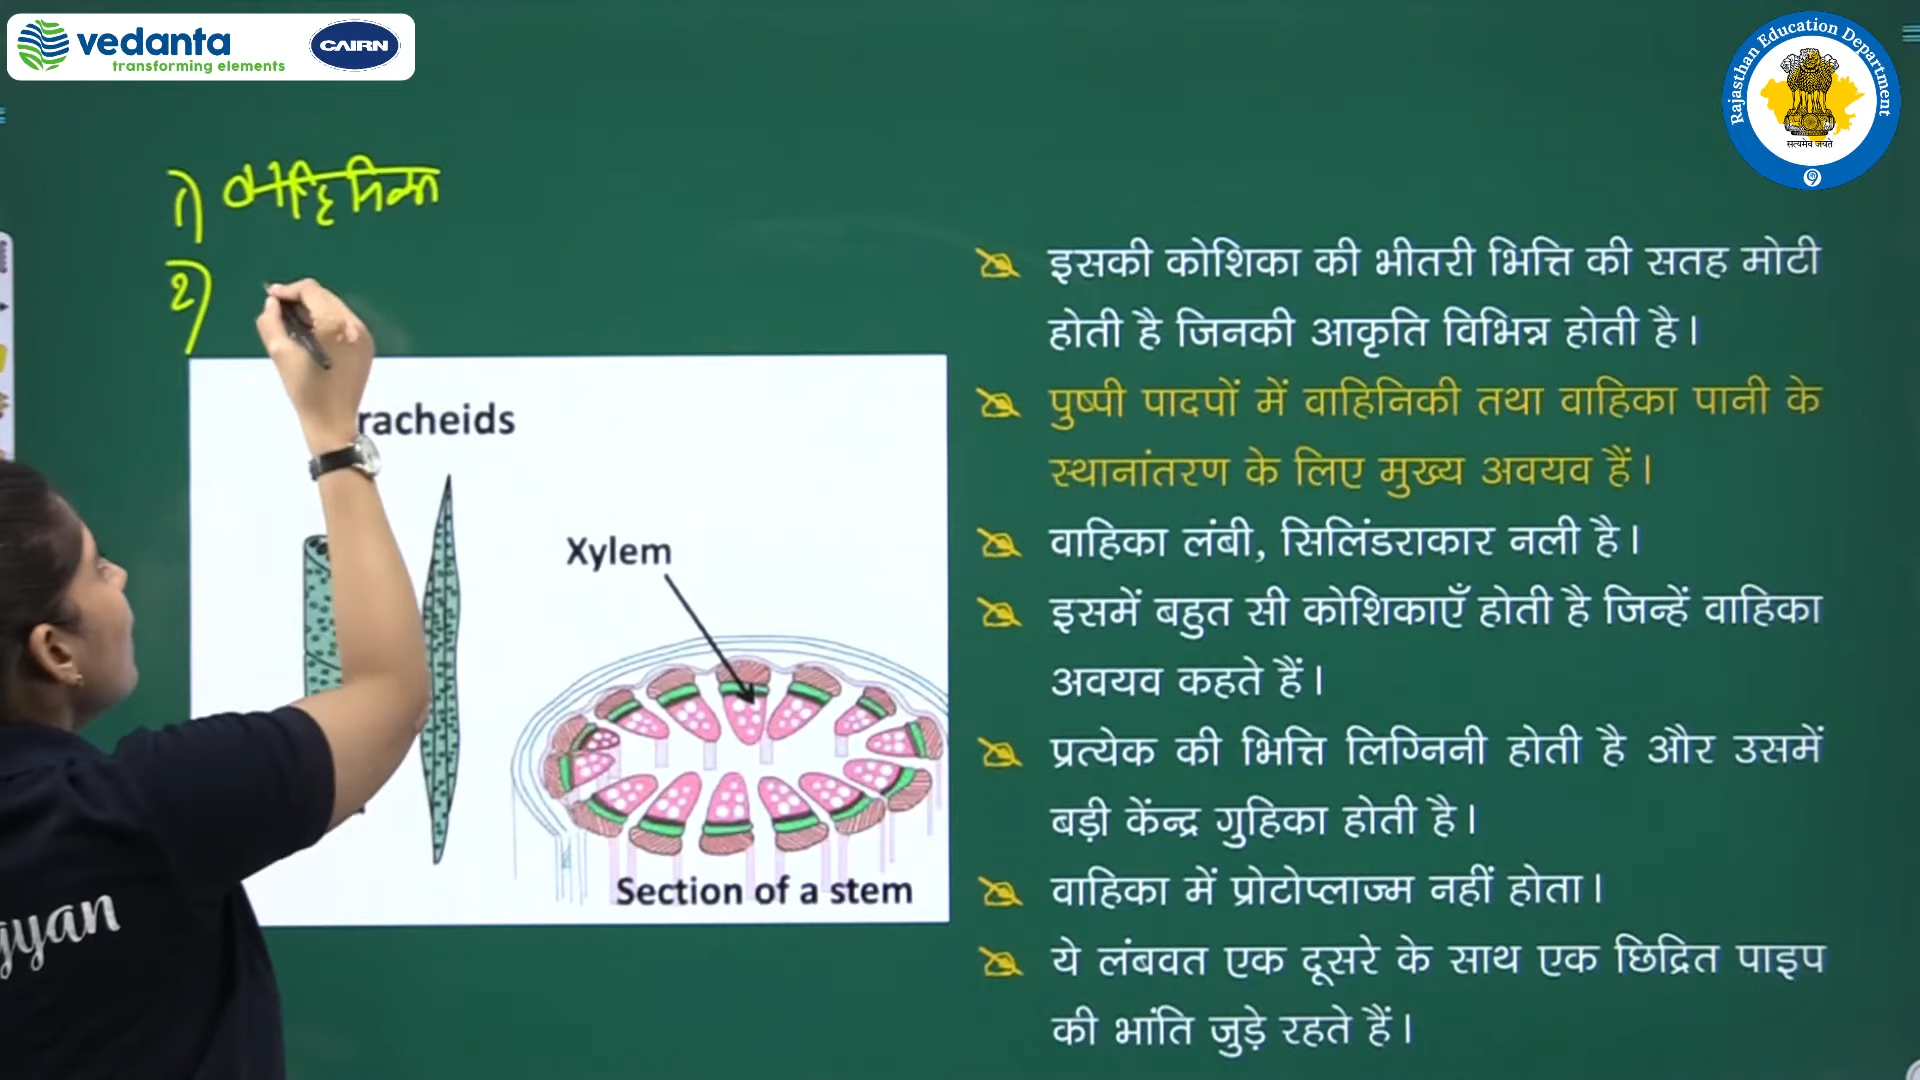 vedanta
transforming elements
CAIRN
Rajasthan Education Department
सत्यमेव जयते
1) वाहिनिका
2)
racheids
Xylem
Section of a stem
gyan
इसकी कोशिका की भीतरी भित्ति की सतह मोटी
होती है जिनकी आकृति विभिन्न होती है।
पुष्पी पादपों में वाहिनिकी तथा वाहिका पानी के
स्थानांतरण के लिए मुख्य अवयव हैं।
वाहिका लंबी, सिलिंडराकार नली है।
इसमें बहुत सी कोशिकाएँ होती है जिन्हें वाहिका
अवयव कहते हैं।
प्रत्येक की भित्ति लिग्निनी होती है और उसमें
बड़ी केंन्द्र गुहिका होती है।
वाहिका में प्रोटोप्लाज्म नहीं होता।
ये लंबवत एक दूसरे के साथ एक छिद्रित पाइप
की भांति जुड़े रहते हैं।